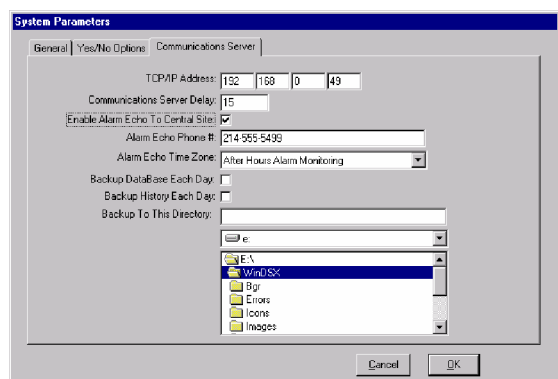 System Parameters
General Yes/No Options Communications Server
TCP/IP Address: 192 168 0 49
Communications Server Delay: 15
Enable Alarm Echo To Central Site:
Alarm Echo Phone #: 214-555-5499
Alarm Echo Time Zone: After Hours Alarm Monitoring
Backup DataBase Each Day:
Backup History Each Day:
Backup To This Directory:
e:
E:\
WinDSX
Bgr
Errors
Icons
Images
Cancel OK